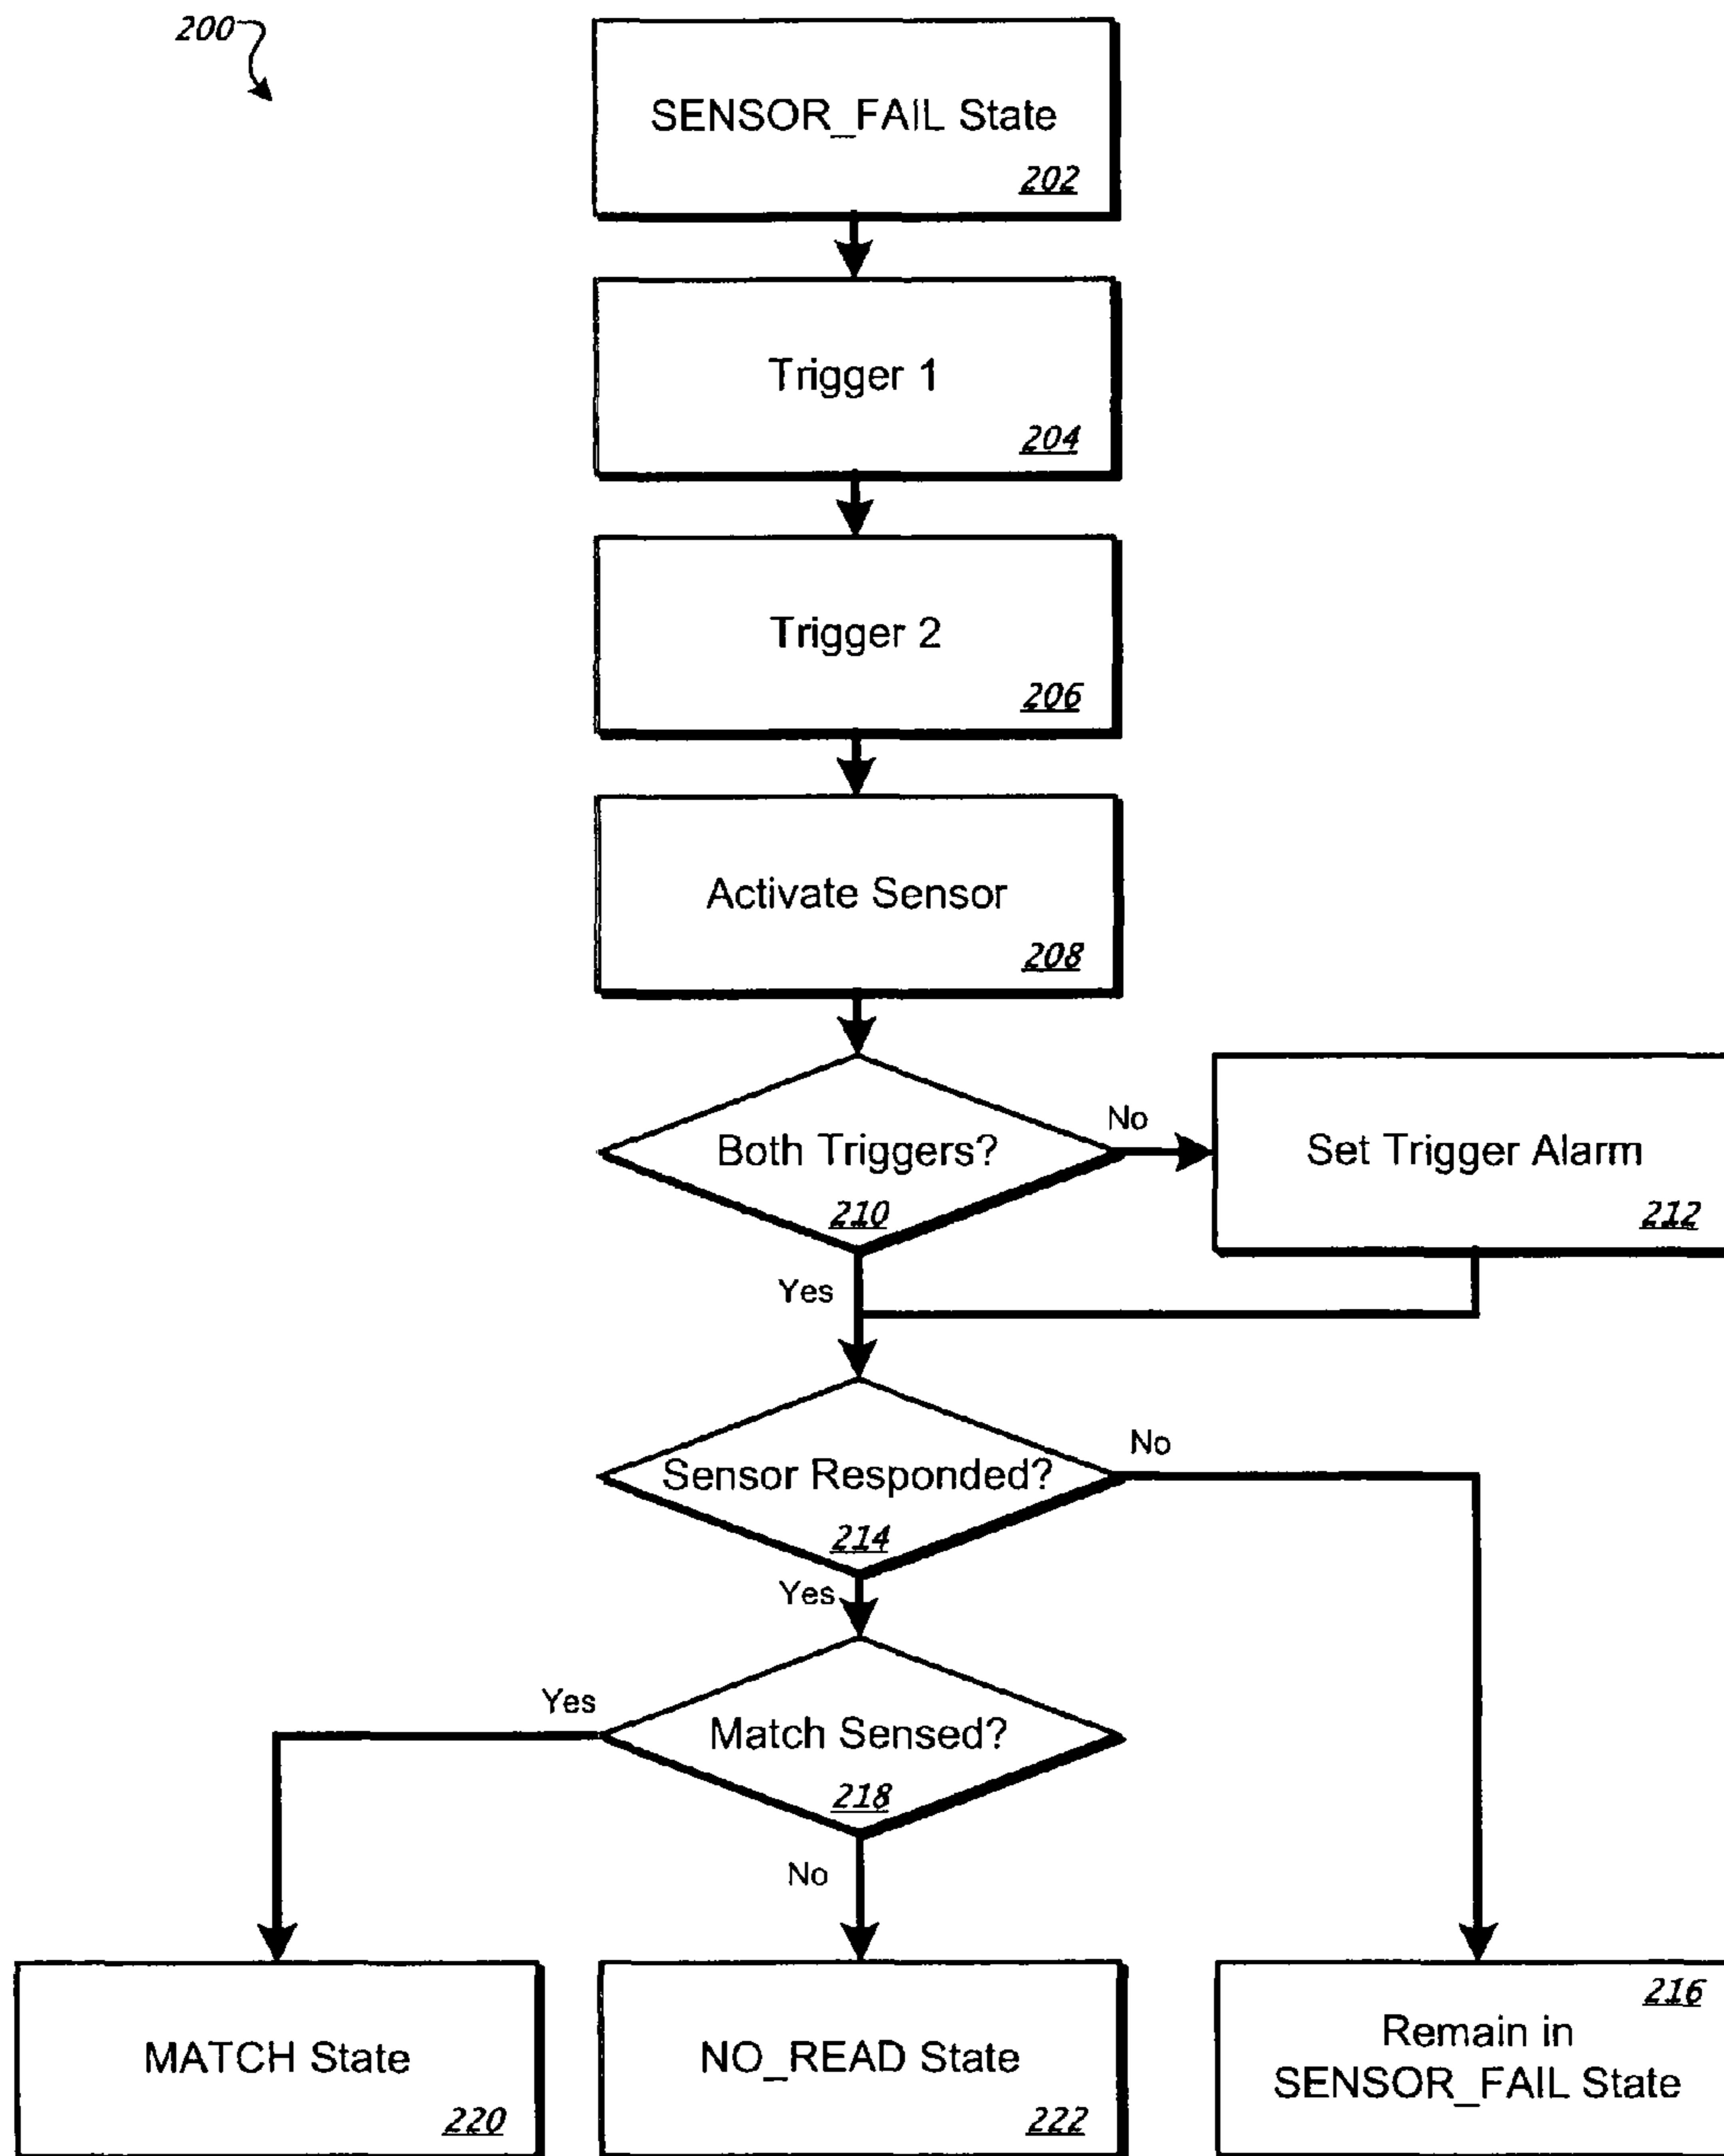 200
SENSOR_FAIL State
202
Trigger 1
204
Trigger 2
206
Activate Sensor
208
Both Triggers?
210
No
Set Trigger Alarm
212
Yes
Sensor Responded?
214
No
Yes
Match Sensed?
218
Yes
No
MATCH State
220
NO_READ State
222
216
Remain in
SENSOR_FAIL State